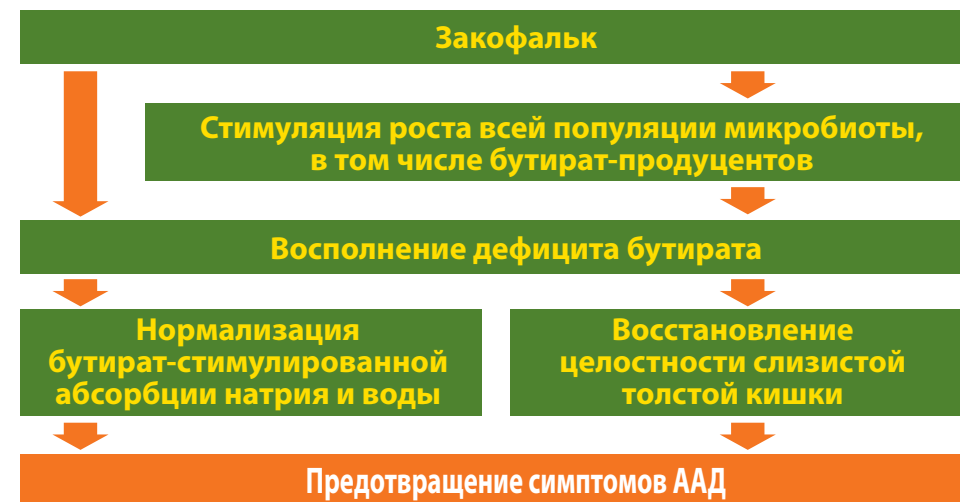 Закофальк
Стимуляция роста всей популяции микробиоты,
в том числе бутират-продуцентов
Восполнение дефицита бутирата
Нормализация
бутират-стимулированной
абсорбции натрия и воды
Восстановление
целостности слизистой
толстой кишки
Предотвращение симптомов ААД